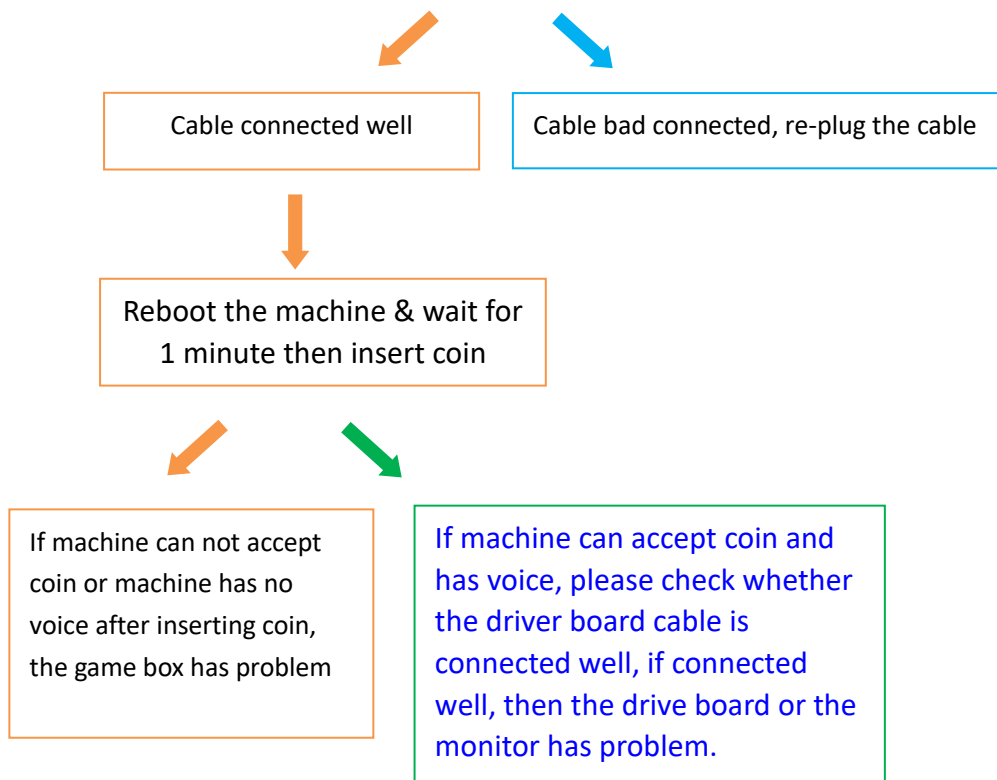 Cable connected well
Cable bad connected, re-plug the cable
Reboot the machine & wait for
1 minute then insert coin
If machine can not accept
coin or machine has no
voice after inserting coin,
the game box has problem
If machine can accept coin and
has voice, please check whether
the driver board cable is
connected well, if connected
well, then the drive board or the
monitor has problem.